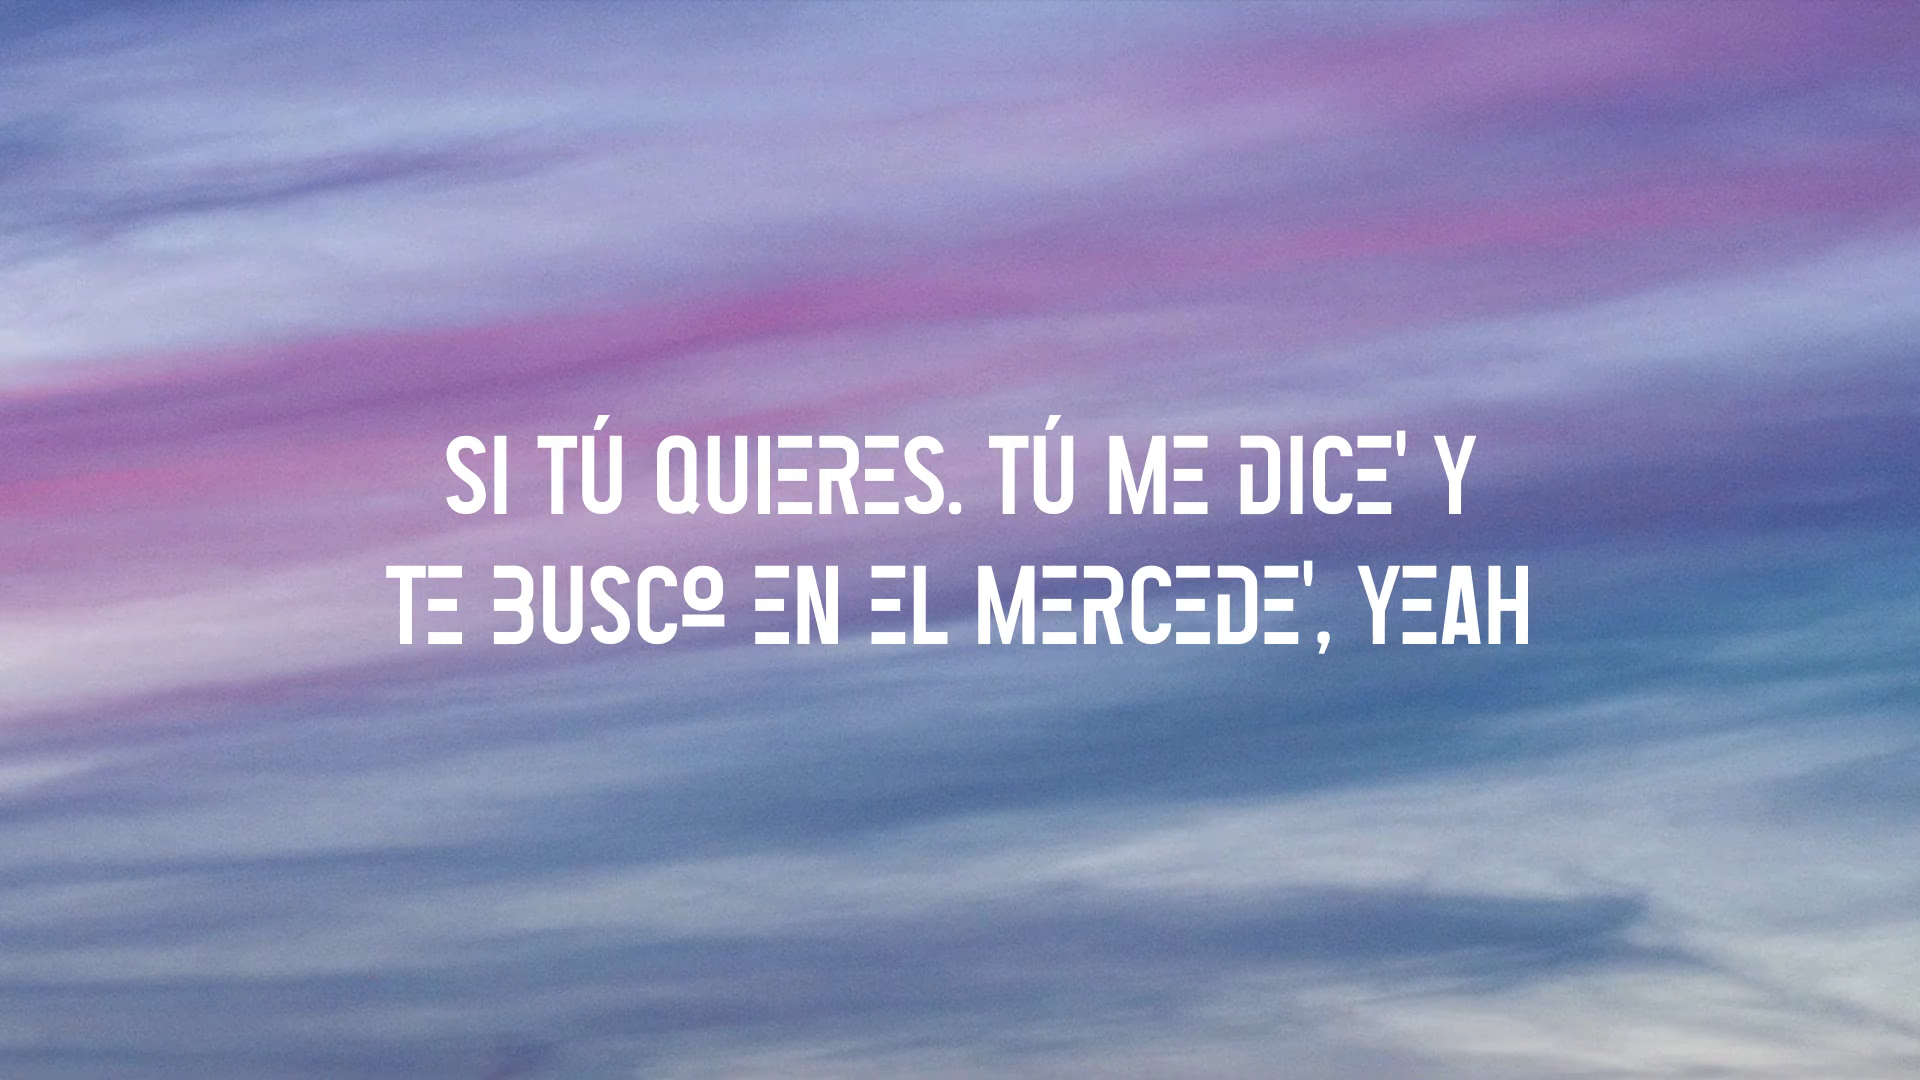 SI TÚ QUIERES. TÚ ME DICE' Y
TE BUSCO EN EL MERCEDE', YEAH